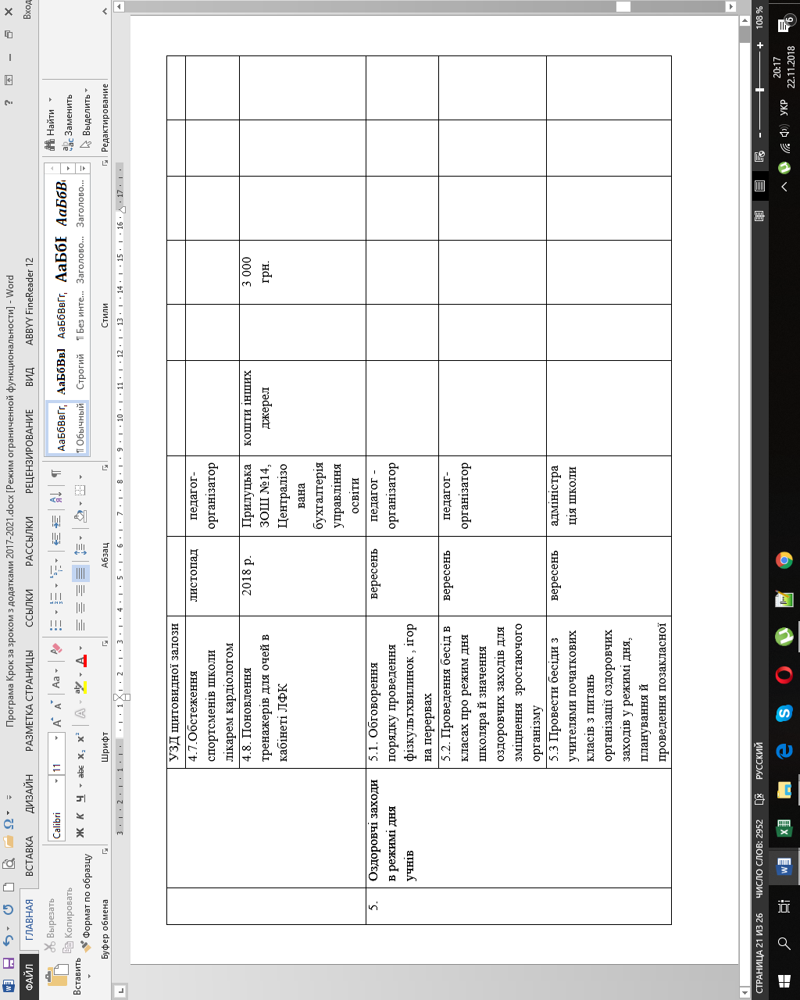 Програма Крок за зроком з додатками 2017-2021.docx [Режим ограниченной функциональности] - Word
Вход
ФАЙЛ
ГЛАВНАЯ
ВСТАВКА
ДИЗАЙН
РАЗМЕТКА СТРАНИЦЫ
ССЫЛКИ
РАССЫЛКИ
РЕЦЕНЗИРОВАНИЕ
ВИД
ABBYY FineReader 12
Вставить
Вырезать
Копировать
Формат по образцу
Буфер обмена
Calibri
11
Ж К Ч abc x₂ x²
Шрифт
Абзац
АаБбВвГг,
¶ Обычный
АаБбВвІ
Строгий
АаБбВвГг,
¶ Без инте...
АаБбІ
Заголово...
АаБбВ
Заголово...
Стили
Найти
Заменить
Выделить
Редактирование
УЗД щитовидної залози
4.7.Обстеження
спортсменів школи
лікарем кардіологом
листопад
педагог-
організатор
4.8. Поновлення
тренажерів для очей в
кабінеті ЛФК
2018 р.
Прилуцька
ЗОШ №14,
Централізо
вана
бухгалтерія
управління
освіти
кошти інших
джерел
3 000
грн.
5.
Оздоровчі заходи
в режимі дня
учнів
5.1. Обговорення
порядку проведення
фізкультхвилинок , ігор
на перервах
вересень
педагог -
організатор
5.2. Проведення бесід в
класах про режим дня
школяра й значення
оздоровчих заходів для
зміцнення зростаючого
організму
вересень
педагог-
організатор
5.3 Провести бесіди з
учителями початкових
класів з питань
організації оздоровчих
заходів у режимі дня,
планування й
проведення позакласної
вересень
адміністра
ція школи
СТРАНИЦА 21 ИЗ 26
ЧИСЛО СЛОВ: 2952
РУССКИЙ
108 %
УКР
20:17
22.11.2018
6